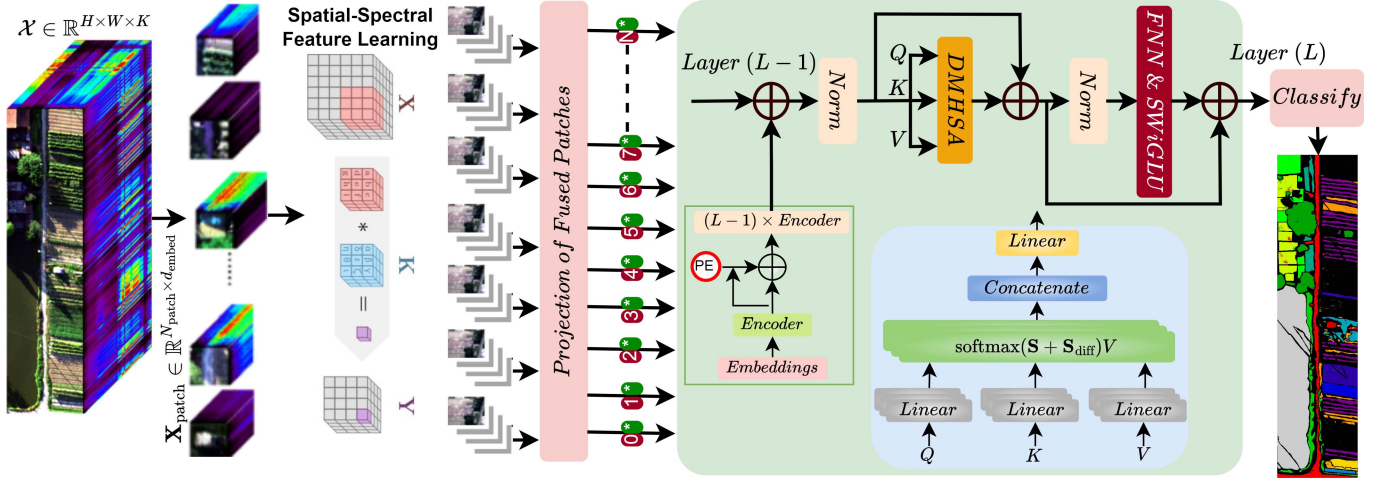 𝒳 ∈ ℝ^{H×W×K}
X_patch ∈ ℝ^{N_patch × d_embed}
Spatial-Spectral
Feature Learning
X
*
K
=
Y
Projection of Fused Patches
N*
7*
6*
5*
4*
3*
2*
1*
0*
Layer (L − 1)
Norm
Q
K
V
DMHSA
Norm
FNN & SWiGLU
Layer (L)
Classify
(L−1) × Encoder
PE
Encoder
Embeddings
Linear
Concatenate
softmax(S + S_diff)V
Linear
Linear
Linear
Q
K
V